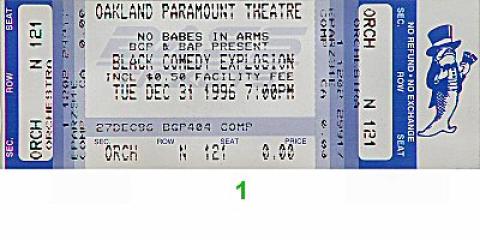 OAKLAND PARAMOUNT THEATRE
NO BABES IN ARMS
BGP & BAP PRESENT
BLACK COMEDY EXPLOSION
INCL $0.50 FACILITY FEE
TUE DEC 31 1996 7:00PM
27DEC96 BGP404 COMP
SEC. ROW SEAT PRICE
ORCH N 121 0.00
SEC. ROW SEAT
ORCH N 121
ORCHESTRA
SEC. ROW SEAT
ORCH N 121
ORCHESTRA
NO REFUND • NO EXCHANGE
1